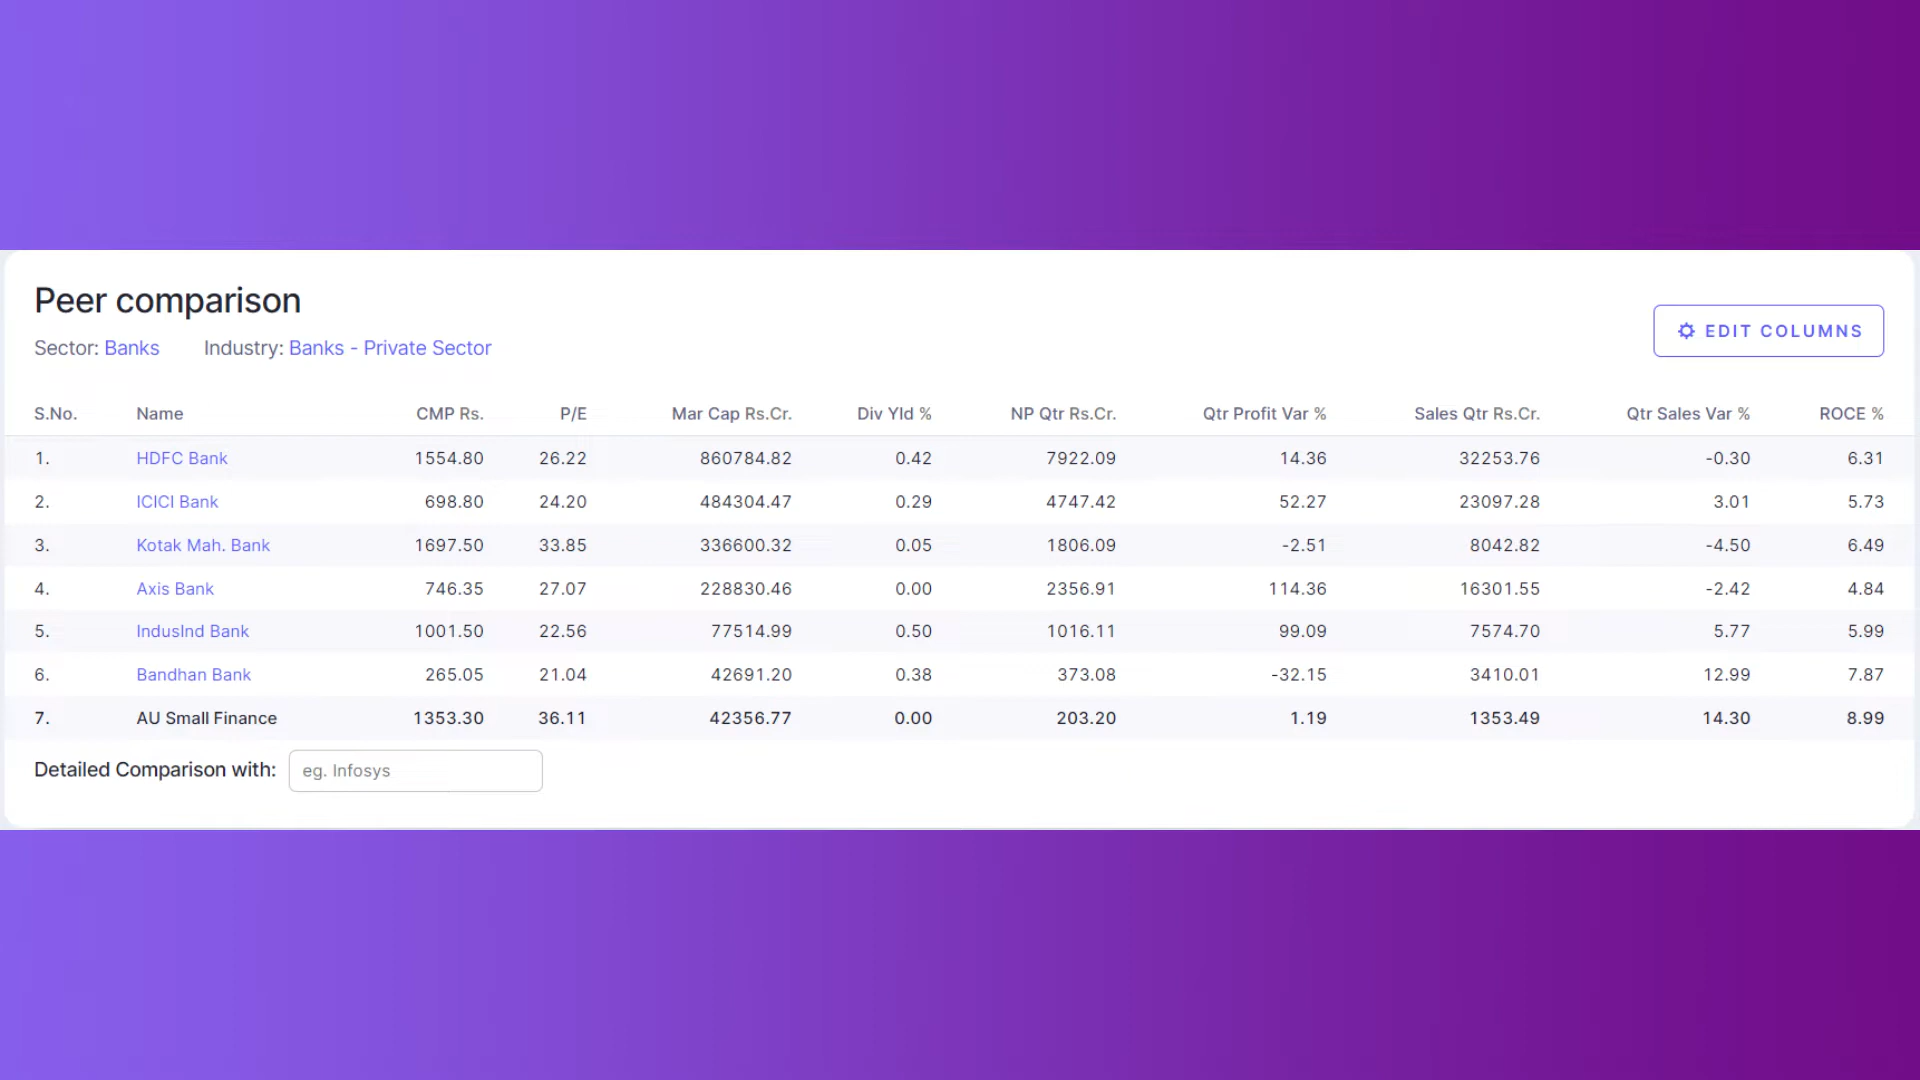 Peer comparison
Sector: Banks Industry: Banks - Private Sector
EDIT COLUMNS
S.No. Name CMP Rs. P/E Mar Cap Rs.Cr. Div Yld % NP Qtr Rs.Cr. Qtr Profit Var % Sales Qtr Rs.Cr. Qtr Sales Var % ROCE %
1. HDFC Bank 1554.80 26.22 860784.82 0.42 7922.09 14.36 32253.76 -0.30 6.31
2. ICICI Bank 698.80 24.20 484304.47 0.29 4747.42 52.27 23097.28 3.01 5.73
3. Kotak Mah. Bank 1697.50 33.85 336600.32 0.05 1806.09 -2.51 8042.82 -4.50 6.49
4. Axis Bank 746.35 27.07 228830.46 0.00 2356.91 114.36 16301.55 -2.42 4.84
5. IndusInd Bank 1001.50 22.56 77514.99 0.50 1016.11 99.09 7574.70 5.77 5.99
6. Bandhan Bank 265.05 21.04 42691.20 0.38 373.08 -32.15 3410.01 12.99 7.87
7. AU Small Finance 1353.30 36.11 42356.77 0.00 203.20 1.19 1353.49 14.30 8.99
Detailed Comparison with: eg. Infosys